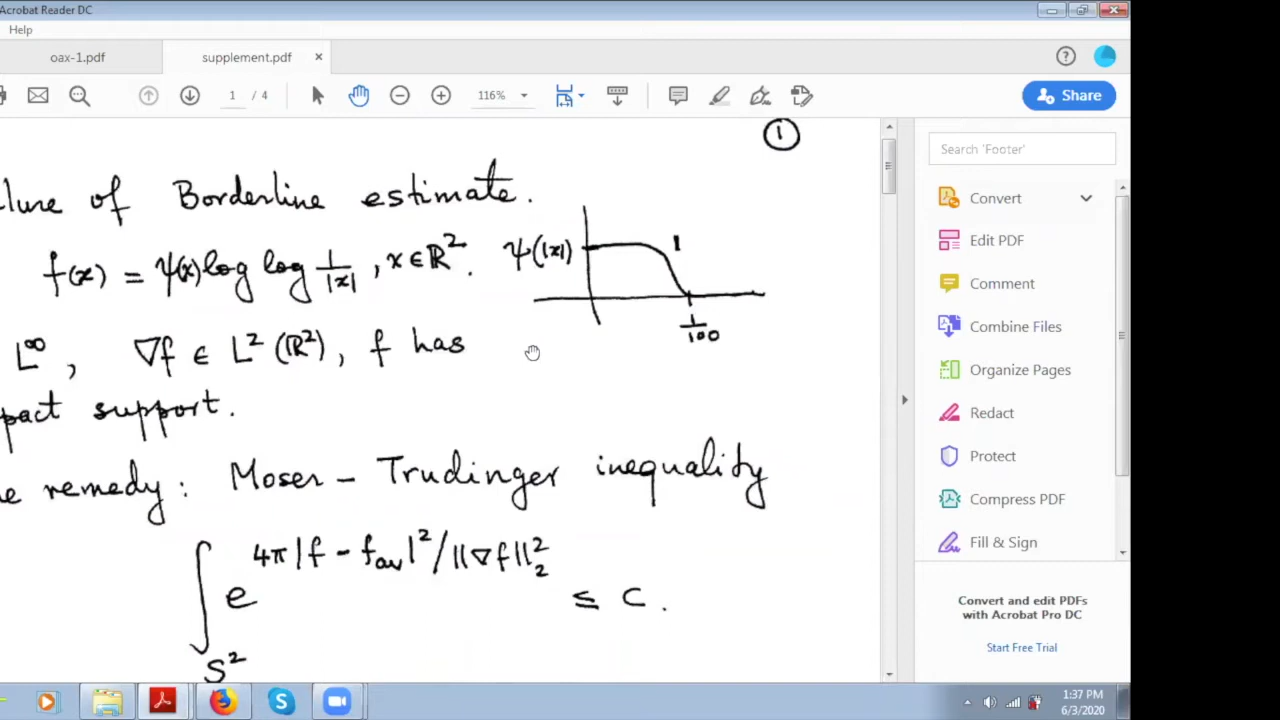 Acrobat Reader DC
Help
oax-1.pdf
supplement.pdf ×
1 / 4
116%
Share
①
lure of Borderline estimate.
f(x) = ψ(x) log log 1/|x| , x ∈ ℝ². ψ(|x|) 1
1/100
L^∞ , ∇f ∈ L² (ℝ²), f has
pact support.
e remedy: Moser – Trudinger inequality
∫_{S²} e^{4π|f - f_{av}|²/||∇f||₂²} ≤ C.
Search 'Footer'
Convert
Edit PDF
Comment
Combine Files
Organize Pages
Redact
Protect
Compress PDF
Fill & Sign
Convert and edit PDFs
with Acrobat Pro DC
Start Free Trial
1:37 PM
6/3/2020